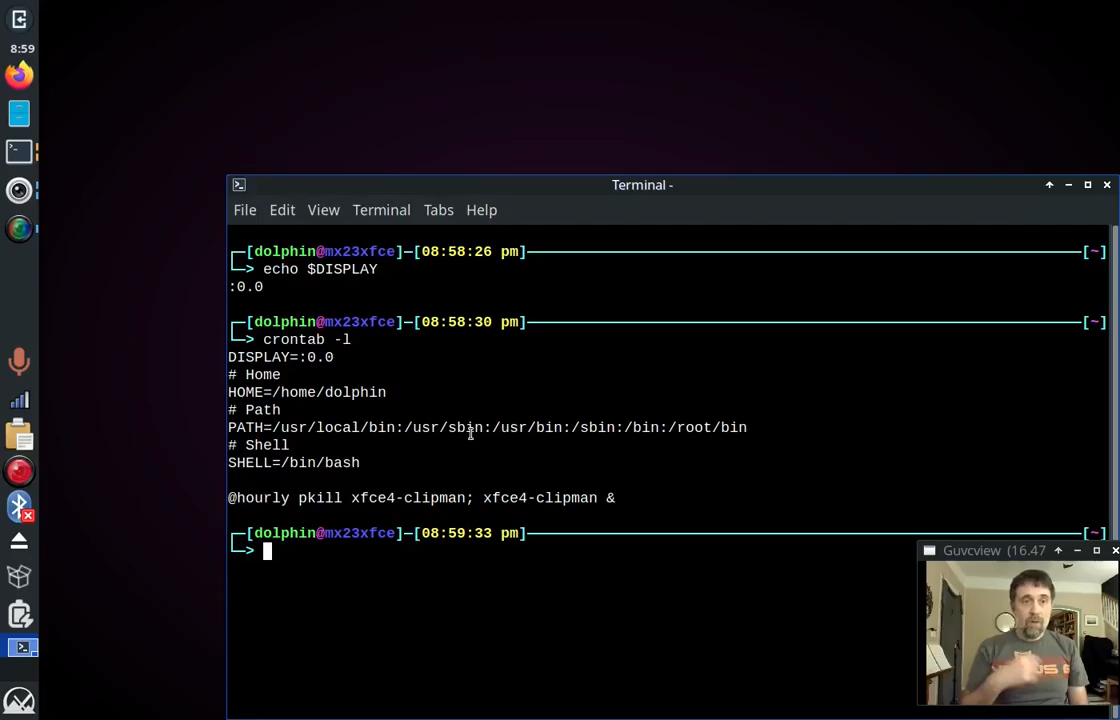 8:59
Terminal -
File Edit View Terminal Tabs Help
┌─[dolphin@mx23xfce]─[08:58:26 pm]─[~]
└─> echo $DISPLAY
:0.0
┌─[dolphin@mx23xfce]─[08:58:30 pm]─[~]
└─> crontab -l
DISPLAY=:0.0
# Home
HOME=/home/dolphin
# Path
PATH=/usr/local/bin:/usr/sbin:/usr/bin:/sbin:/bin:/root/bin
# Shell
SHELL=/bin/bash
@hourly pkill xfce4-clipman; xfce4-clipman &
┌─[dolphin@mx23xfce]─[08:59:33 pm]─[~]
└─>
Guvcview (16.47